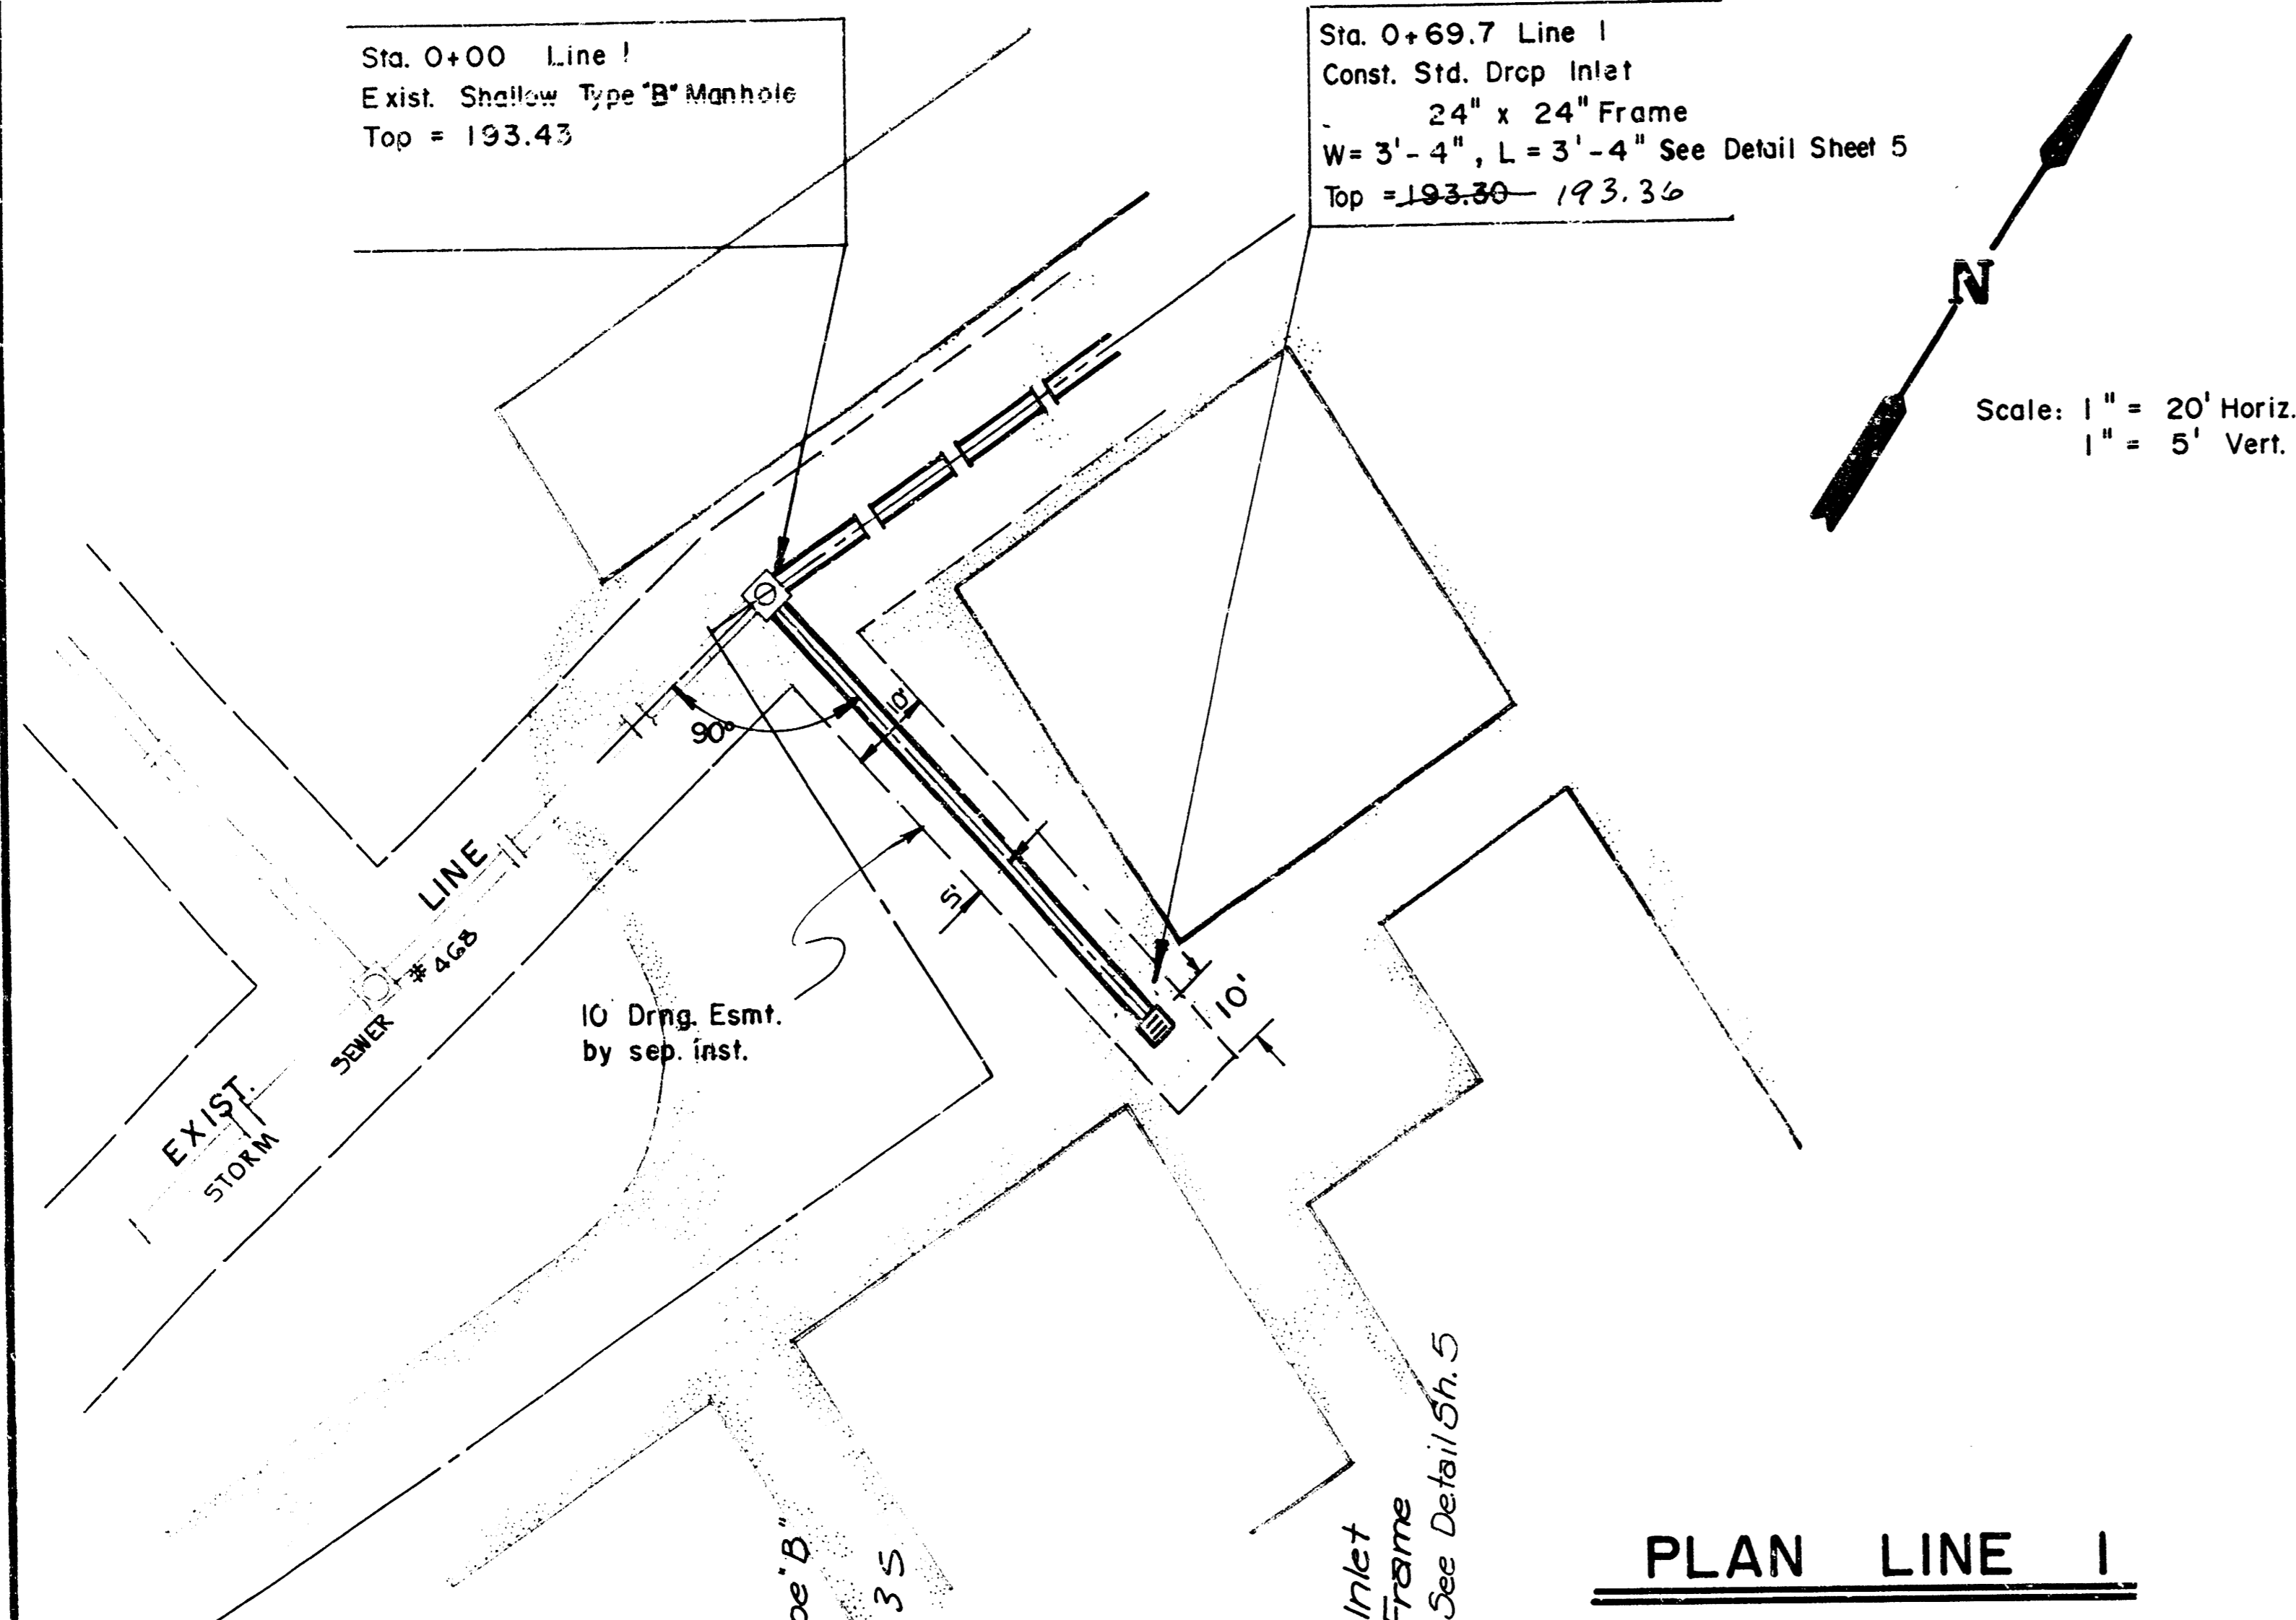 Sta. 0+00 Line 1
Exist. Shallow Type "B" Manhole
Top = 193.43
Sta. 0+69.7 Line 1
Const. Std. Drop Inlet
24" x 24" Frame
W= 3'-4", L = 3'-4" See Detail Sheet 5
Top = 193.30 193.36
N
Scale: 1" = 20' Horiz.
1" = 5' Vert.
90°
10'
5'
10'
LINE
#468
SEWER
EXIST.
STORM
10' Drng. Esmt.
by sep. inst.
"B"
35
Inlet
Frame
See Detail Sh. 5
PLAN LINE 1